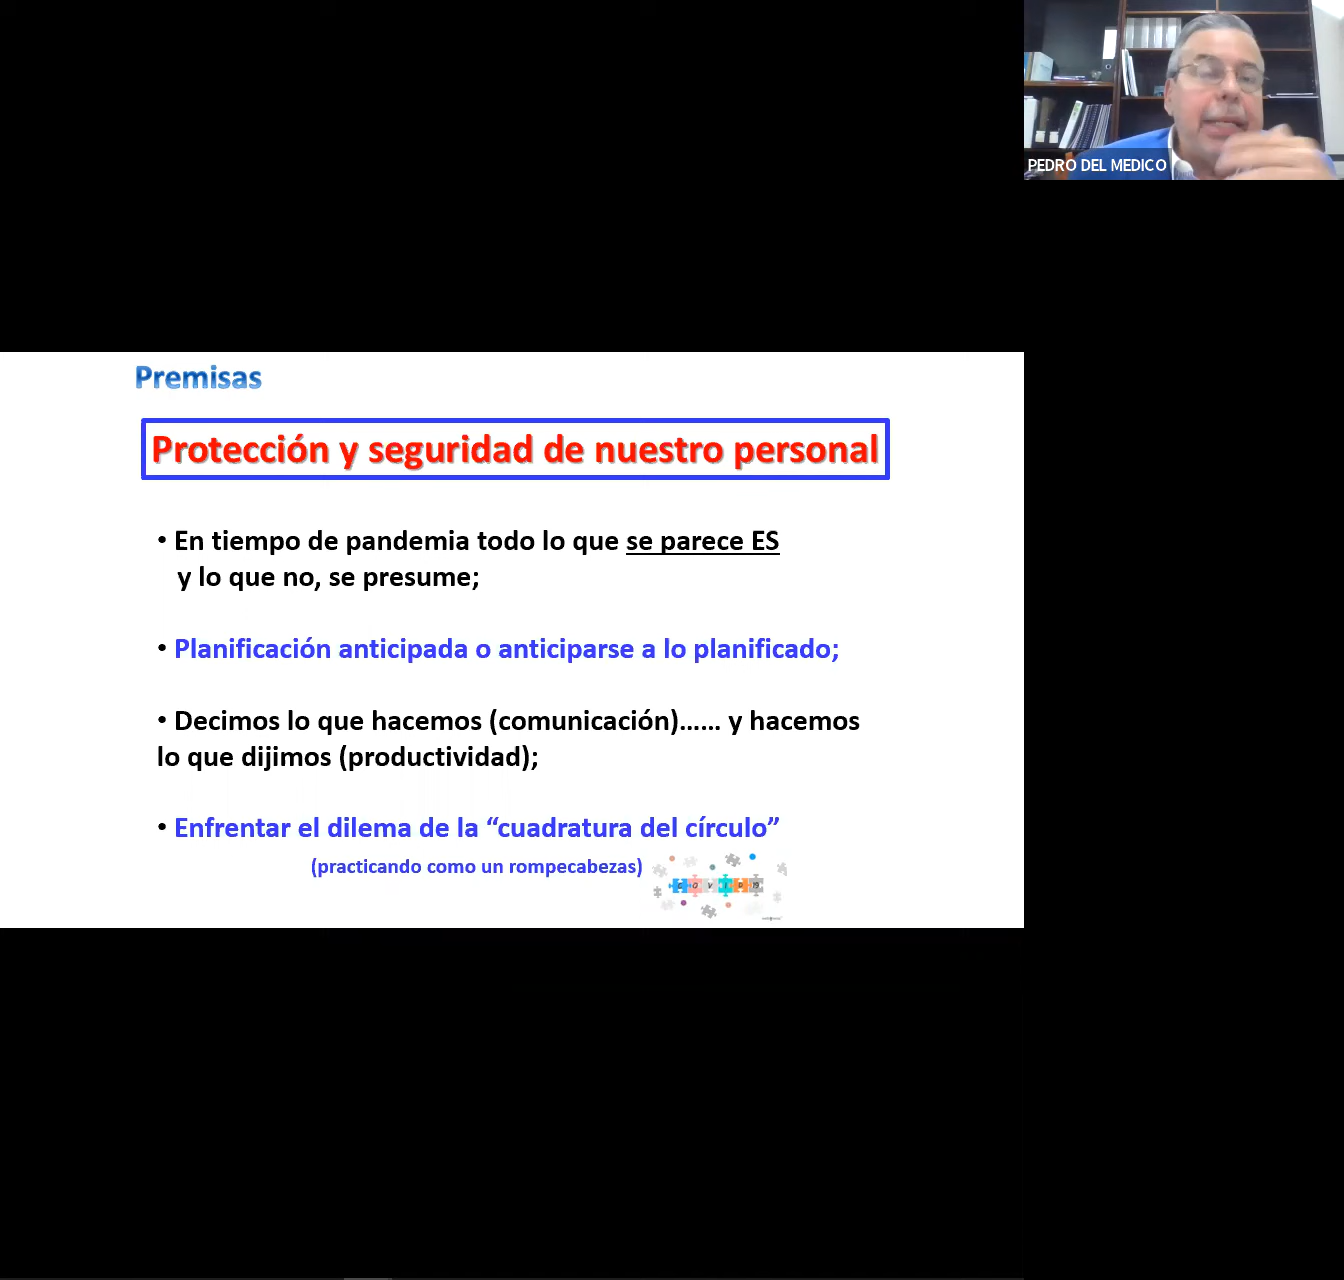 PEDRO DEL MEDICO
Premisas
Protección y seguridad de nuestro personal
• En tiempo de pandemia todo lo que se parece ES
y lo que no, se presume;
• Planificación anticipada o anticiparse a lo planificado;
• Decimos lo que hacemos (comunicación)...... y hacemos
lo que dijimos (productividad);
• Enfrentar el dilema de la “cuadratura del círculo”
(practicando como un rompecabezas)
COVID19